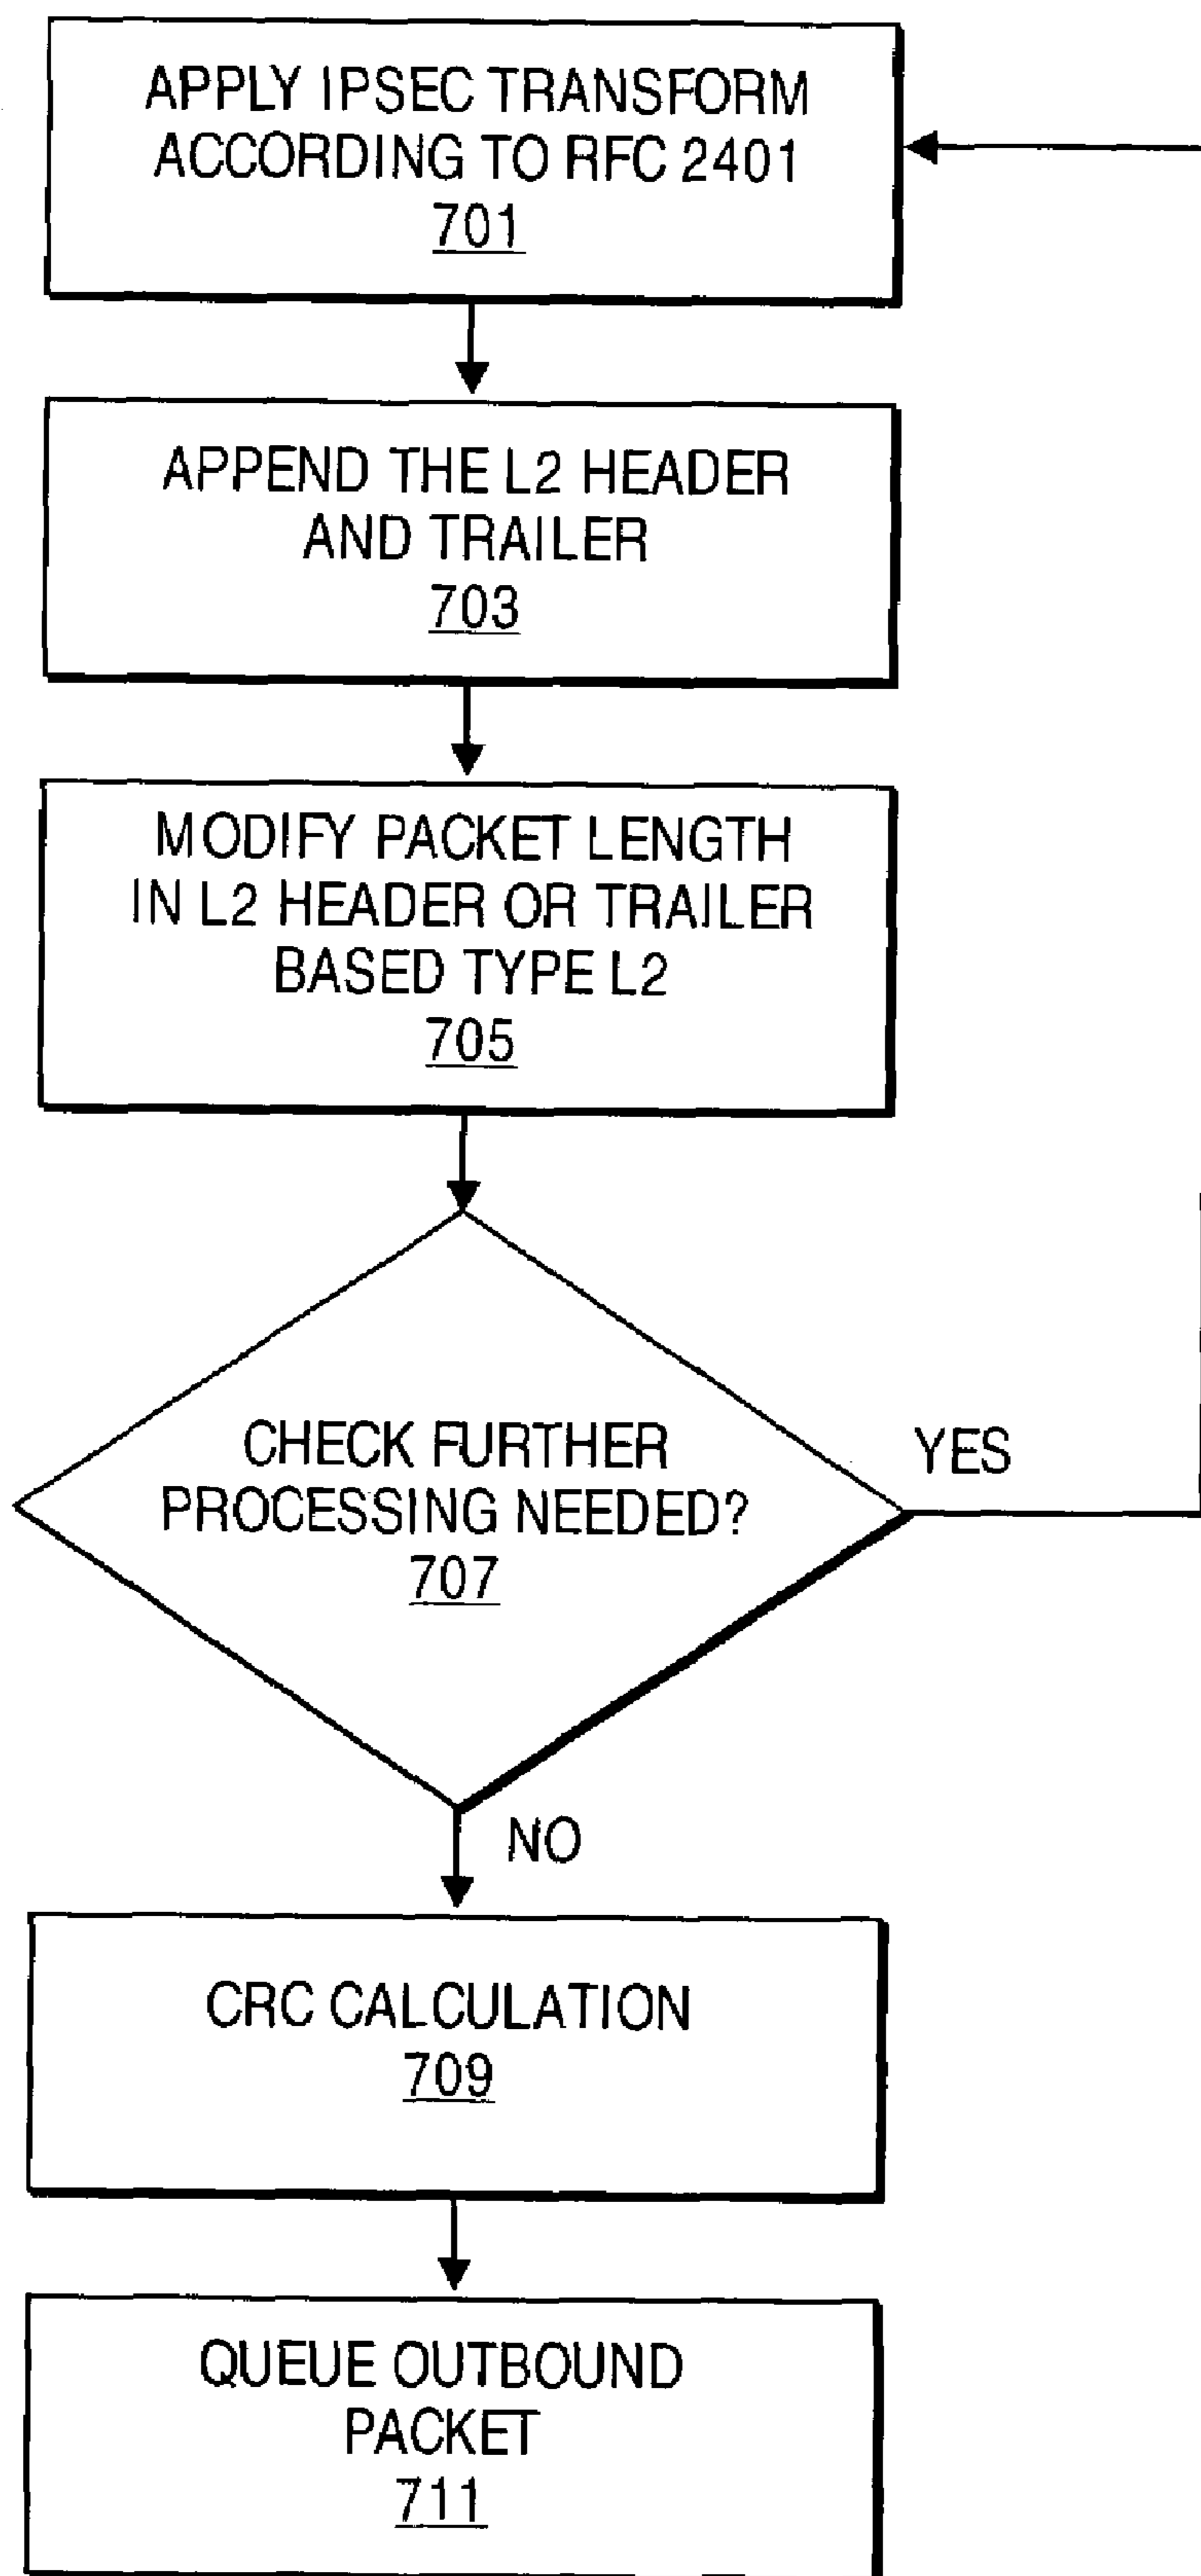 APPLY IPSEC TRANSFORM
ACCORDING TO RFC 2401
701
APPEND THE L2 HEADER
AND TRAILER
703
MODIFY PACKET LENGTH
IN L2 HEADER OR TRAILER
BASED TYPE L2
705
CHECK FURTHER
PROCESSING NEEDED?
707
YES
NO
CRC CALCULATION
709
QUEUE OUTBOUND
PACKET
711